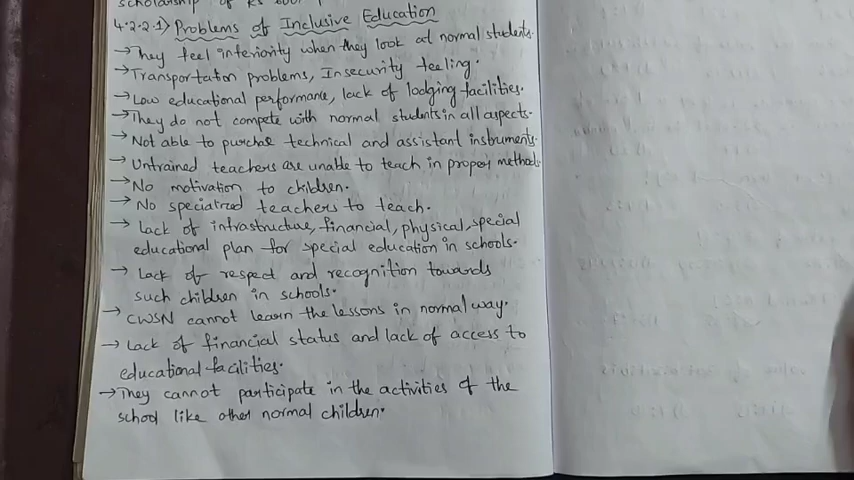 scholarship of Rs 600/-
4.2.2.1) Problems of Inclusive Education
→ They feel interiority when they look at normal students.
→ Transportation problems, Insecurity feeling.
→ Low educational performance, lack of lodging facilities.
→ They do not compete with normal students in all aspects.
→ Not able to purchase technical and assistant instruments.
→ Untrained teachers are unable to teach in proper methods.
→ No motivation to children.
→ No specialized teachers to teach.
→ Lack of infrastructure, financial, physical, special
educational plan for special education in schools.
→ Lack of respect and recognition towards
such children in schools.
→ CWSN cannot learn the lessons in normal way.
→ Lack of financial status and lack of access to
educational facilities.
→ They cannot participate in the activities of the
school like other normal children.